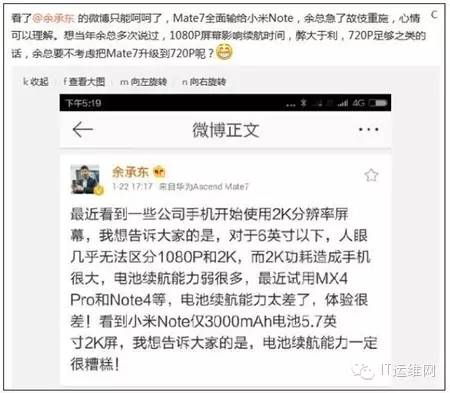 看了@余承东 的微博只能呵呵了，Mate7全面输给小米Note，余总急了故伎重施，心情
可以理解。想当年余总多次说过，1080P屏幕影响续航时间，弊大于利，720P足够之类的
话，余总要不考虑把Mate7升级到720P呢？
k 收起 f 查看大图 m 向左旋转 n 向右旋转
下午5:19
4G
微博正文
余承东
1-22 17:17 来自华为Ascend Mate7
最近看到一些公司手机开始使用2K分辨率屏
幕，我想告诉大家的是，对于6英寸以下，人眼
几乎无法区分1080P和2K，而2K功耗造成手机
很大，电池续航能力弱很多，最近试用MX4
Pro和Note4等，电池续航能力太差了，体验很
差！看到小米Note仅3000mAh电池5.7英
寸2K屏，我想告诉大家的是，电池续航能力一定
很糟糕！
IT运维网